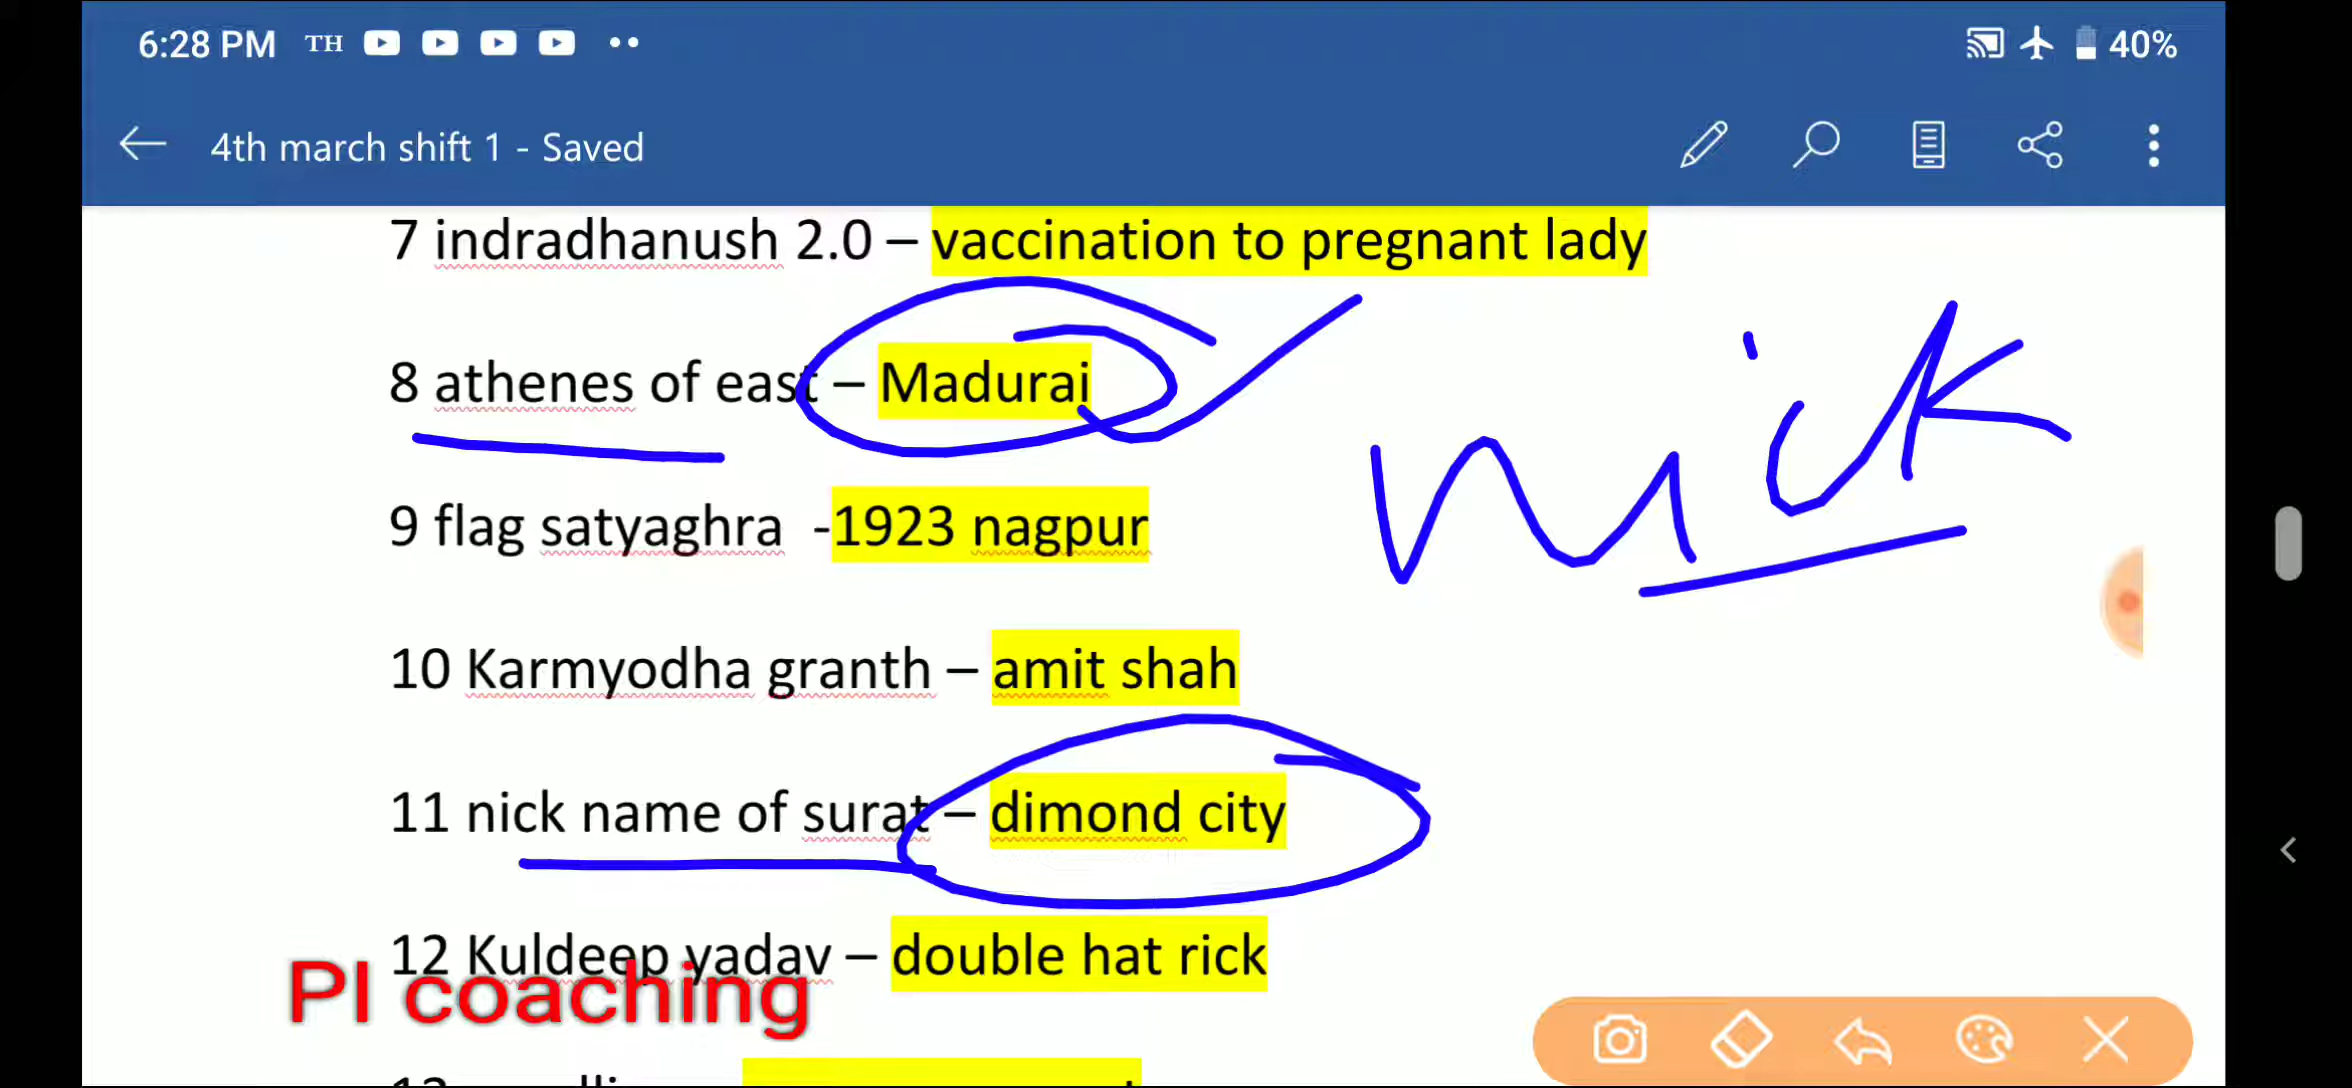 6:28 PM TH 40%
4th march shift 1 - Saved
7 indradhanush 2.0 – vaccination to pregnant lady
8 athenes of east – Madurai
Nick
9 flag satyaghra -1923 nagpur
10 Karmyodha granth – amit shah
11 nick name of surat – dimond city
12 Kuldeep yadav – double hat rick
PI coaching